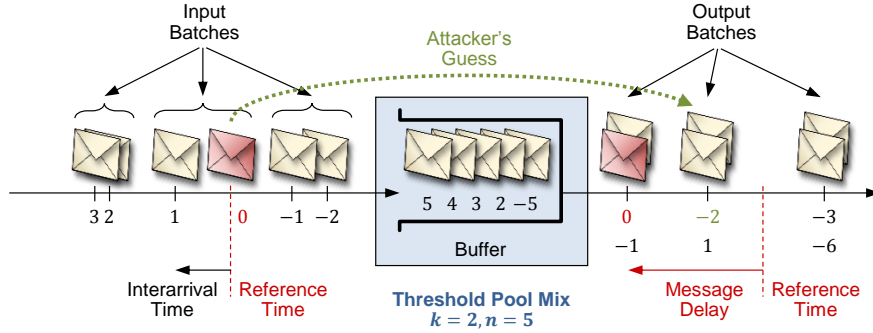 Input
Batches
Attacker's
Guess
Output
Batches
3 2 1 0 −1 −2
5 4 3 2 −5
0 −2 −3
−1 1 −6
Buffer
Interarrival
Time
Reference
Time
Threshold Pool Mix
k = 2, n = 5
Message
Delay
Reference
Time